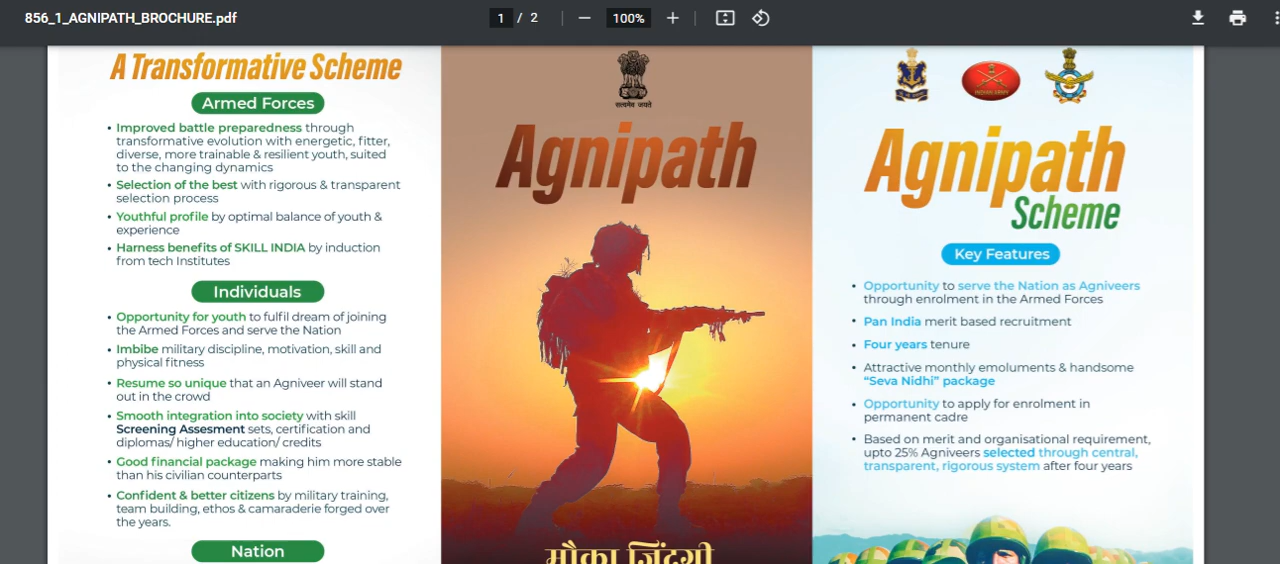 856_1_AGNIPATH_BROCHURE.pdf
1 / 2
100%
A Transformative Scheme
Armed Forces
• Improved battle preparedness through
transformative evolution with energetic, fitter,
diverse, more trainable & resilient youth, suited
to the changing dynamics
• Selection of the best with rigorous & transparent
selection process
• Youthful profile by optimal balance of youth &
experience
• Harness benefits of SKILL INDIA by induction
from tech Institutes
Individuals
• Opportunity for youth to fulfil dream of joining
the Armed Forces and serve the Nation
• Imbibe military discipline, motivation, skill and
physical fitness
• Resume so unique that an Agniveer will stand
out in the crowd
• Smooth integration into society with skill
Screening Assesment sets, certification and
diplomas/ higher education/ credits
• Good financial package making him more stable
than his civilian counterparts
• Confident & better citizens by military training,
team building, ethos & camaraderie forged over
the years.
Nation
सत्यमेव जयते
Agnipath
मौका ज़िंदगी
INDIAN ARMY
Agnipath
Scheme
Key Features
• Opportunity to serve the Nation as Agniveers
through enrolment in the Armed Forces
• Pan India merit based recruitment
• Four years tenure
• Attractive monthly emoluments & handsome
“Seva Nidhi” package
• Opportunity to apply for enrolment in
permanent cadre
• Based on merit and organisational requirement,
upto 25% Agniveers selected through central,
transparent, rigorous system after four years